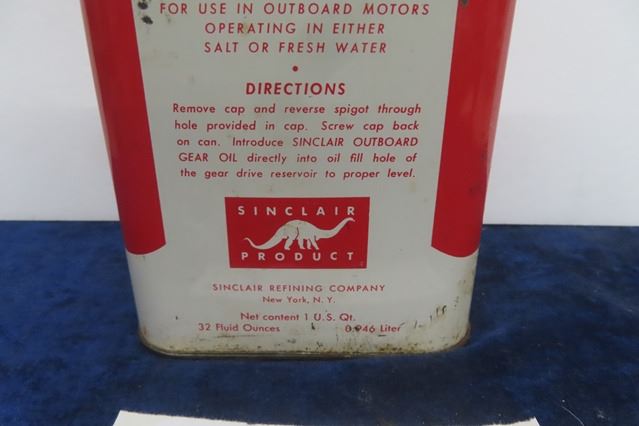 FOR USE IN OUTBOARD MOTORS
OPERATING IN EITHER
SALT OR FRESH WATER
•
DIRECTIONS
Remove cap and reverse spigot through
hole provided in cap. Screw cap back
on can. Introduce SINCLAIR OUTBOARD
GEAR OIL directly into oil fill hole of
the gear drive reservoir to proper level.
SINCLAIR
PRODUCT
SINCLAIR REFINING COMPANY
New York, N. Y.
Net content 1 U.S. Qt.
32 Fluid Ounces 0.946 Liter